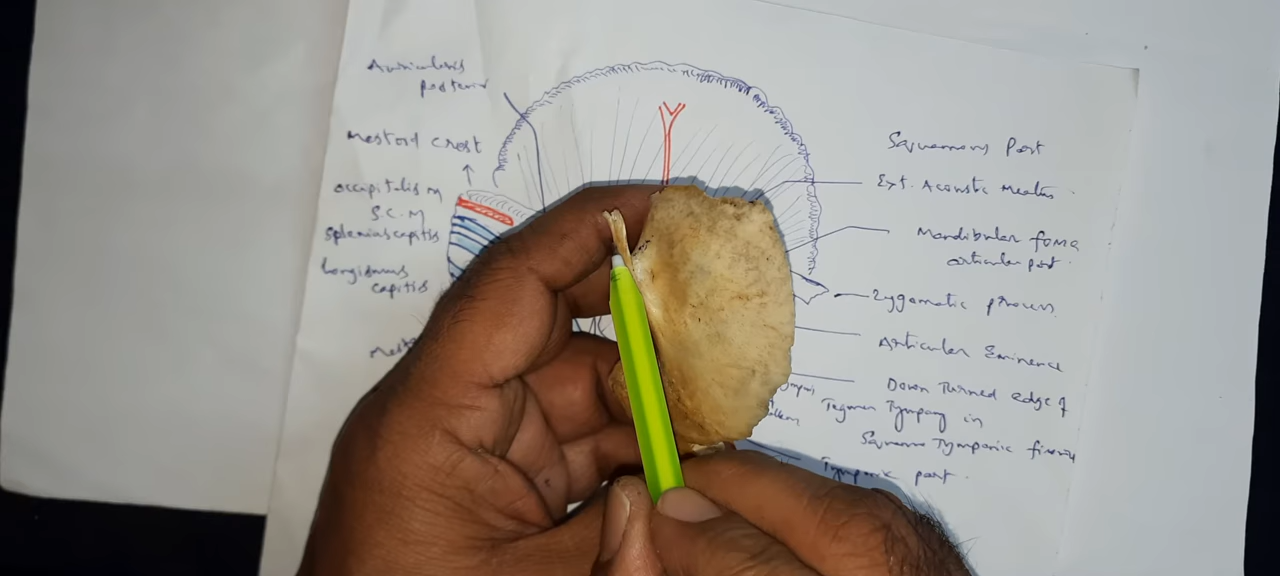 Auricularis
posterior
Mastoid crest
occipitalis m
S.C.M
Splenius capitis
Longissimus
capitis
Squamous Part
Ext. Acoustic Meatus
Mandibular fossa
articular part.
Zygomatic process
Articular Eminence
Down Turned edge of
Tegmen Tympany in
Squamo Tympanic fissure
Tympanic part.